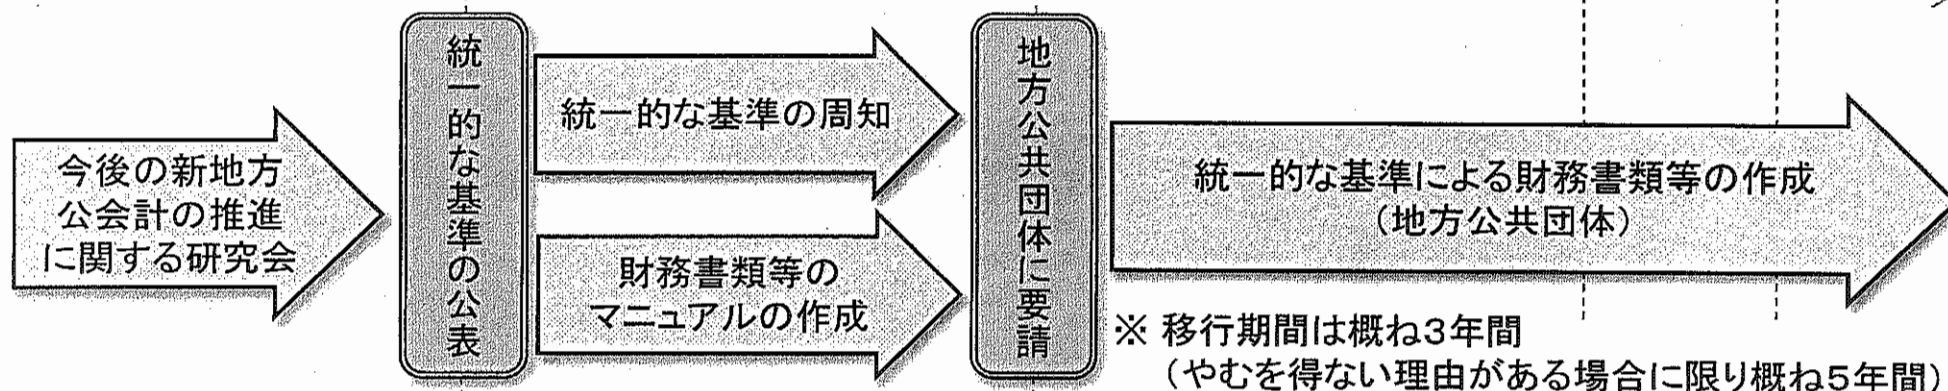 今後の新地方
公会計の推進
に関する研究会
統一的な基準の公表
統一的な基準の周知
財務書類等の
マニュアルの作成
地方公共団体に要請
統一的な基準による財務書類等の作成
(地方公共団体)
※ 移行期間は概ね3年間
(やむを得ない理由がある場合に限り概ね5年間)